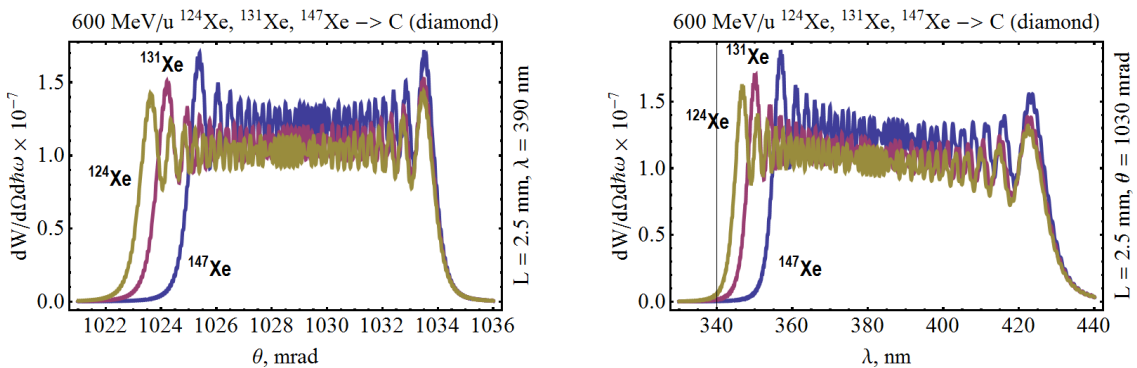 600 MeV/u ¹²⁴Xe, ¹³¹Xe, ¹⁴⁷Xe −> C (diamond)
dW/dΩdħω × 10⁻⁷
1.5
1.0
0.5
0.0
¹³¹Xe
¹²⁴Xe
¹⁴⁷Xe
1022 1024 1026 1028 1030 1032 1034 1036
θ, mrad
L = 2.5 mm, λ = 390 nm
600 MeV/u ¹²⁴Xe, ¹³¹Xe, ¹⁴⁷Xe −> C (diamond)
dW/dΩdħω × 10⁻⁷
1.5
1.0
0.5
0.0
¹³¹Xe
¹²⁴Xe
¹⁴⁷Xe
340 360 380 400 420 440
λ, nm
L = 2.5 mm, θ = 1030 mrad